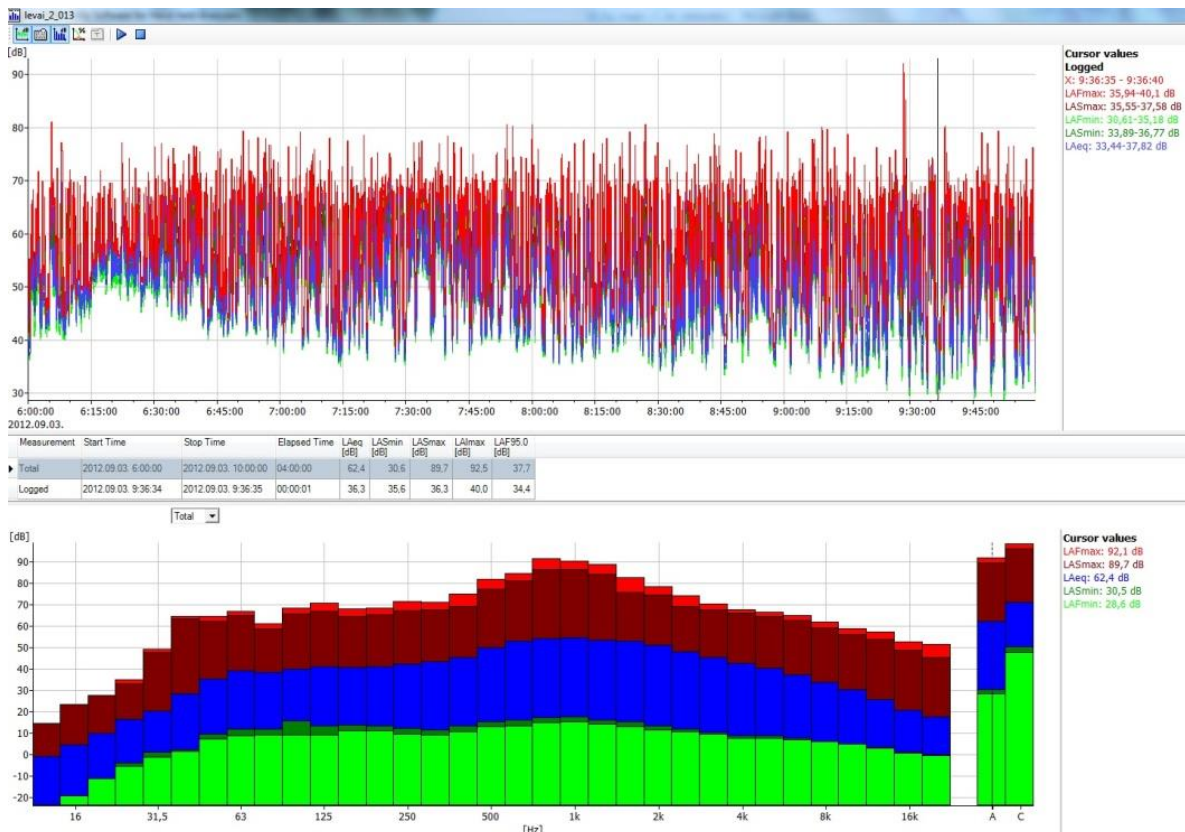 levai_2_013
[dB]
90
80
70
60
50
40
30
6:00:00 6:15:00 6:30:00 6:45:00 7:00:00 7:15:00 7:30:00 7:45:00 8:00:00 8:15:00 8:30:00 8:45:00 9:00:00 9:15:00 9:30:00 9:45:00
2012.09.03.
Cursor values
Logged
X: 9:36:35 - 9:36:40
LAFmax: 35,94-40,1 dB
LASmax: 35,55-37,58 dB
LAFmin: 30,61-35,18 dB
LASmin: 33,89-36,77 dB
LAeq: 33,44-37,82 dB
Measurement Start Time Stop Time Elapsed Time LAeq [dB] LASmin [dB] LASmax [dB] LAImax [dB] LAF95.0 [dB]
Total 2012.09.03. 6:00:00 2012.09.03. 10:00:00 04:00:00 62,4 30,6 89,7 92,5 37,7
Logged 2012.09.03. 9:36:34 2012.09.03. 9:36:35 00:00:01 36,3 35,6 36,3 40,0 34,4
Total
[dB]
90
80
70
60
50
40
30
20
10
0
-10
-20
16 31,5 63 125 250 500 1k 2k 4k 8k 16k A C
[Hz]
Cursor values
LAFmax: 92,1 dB
LASmax: 89,7 dB
LAeq: 62,4 dB
LASmin: 30,5 dB
LAFmin: 28,6 dB